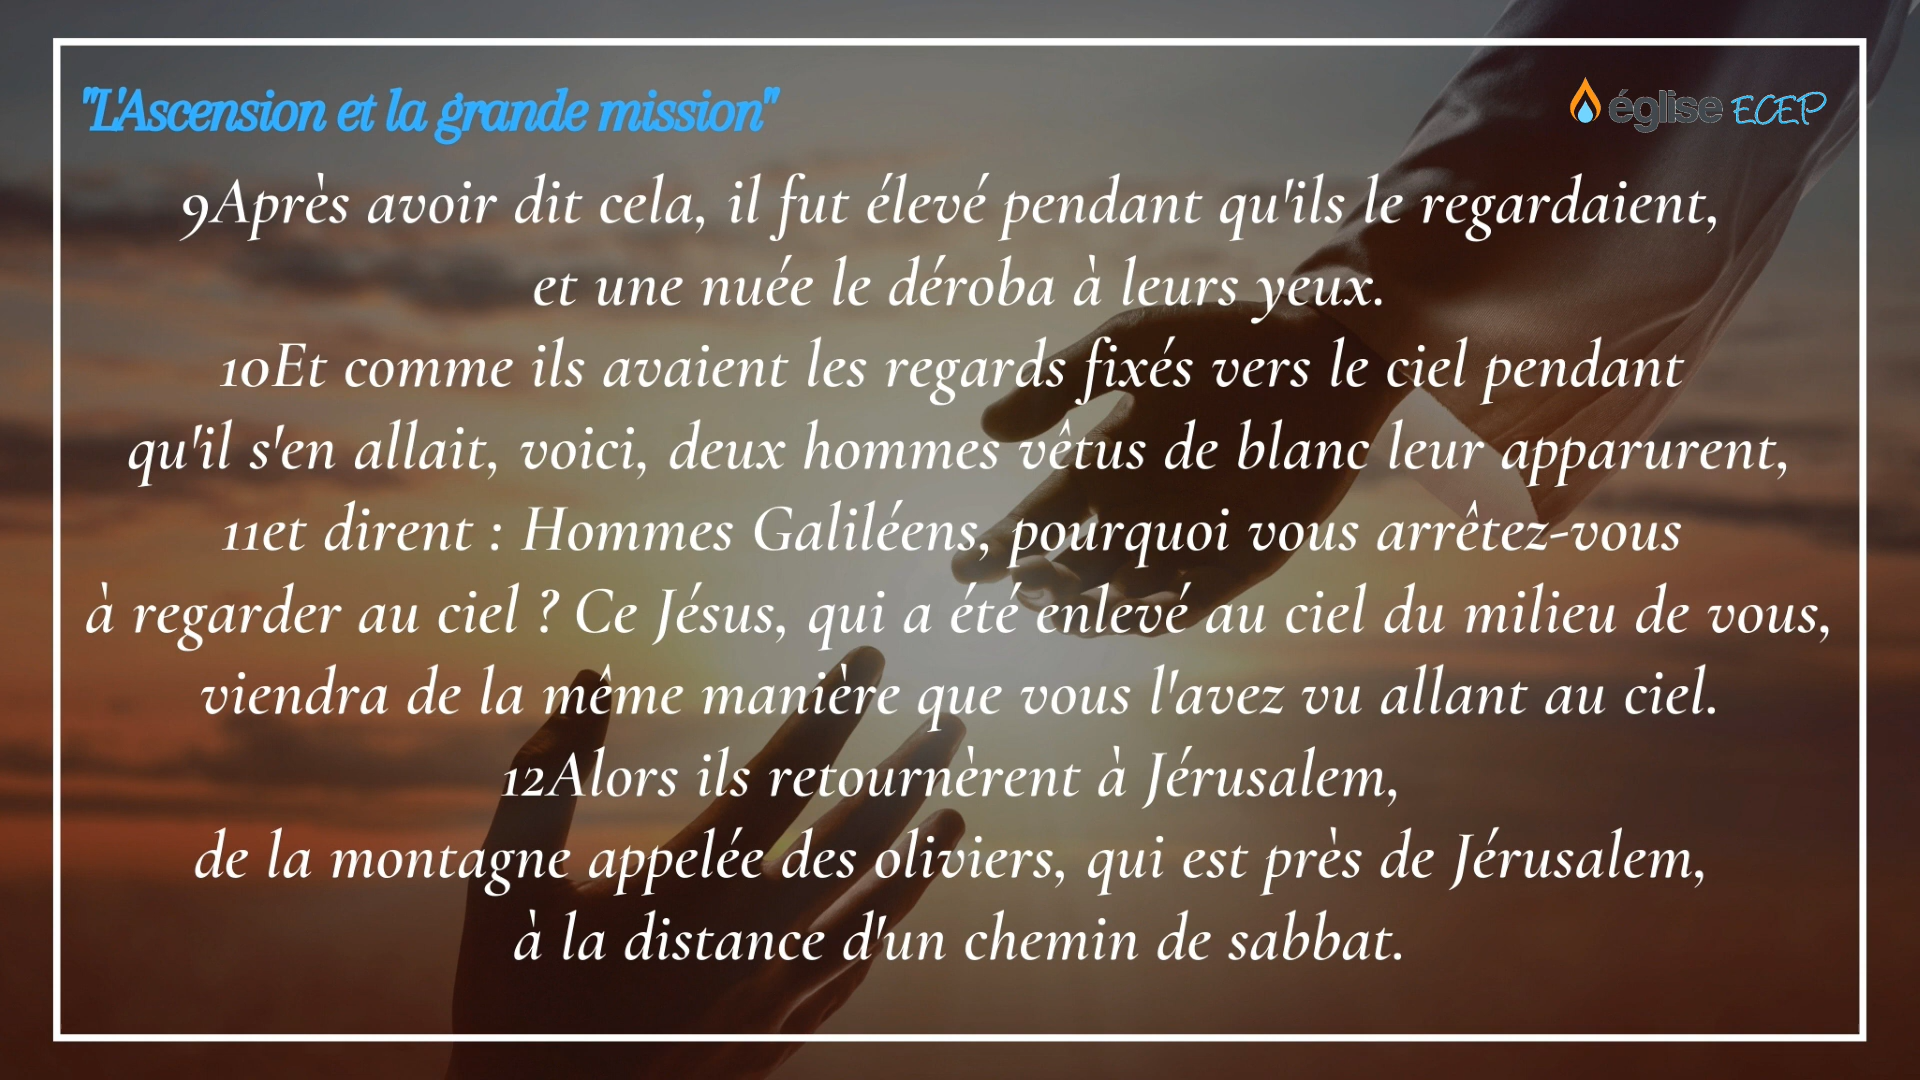 "L'Ascension et la grande mission"
église ECEP
9Après avoir dit cela, il fut élevé pendant qu'ils le regardaient,
et une nuée le déroba à leurs yeux.
10Et comme ils avaient les regards fixés vers le ciel pendant
qu'il s'en allait, voici, deux hommes vêtus de blanc leur apparurent,
11et dirent : Hommes Galiléens, pourquoi vous arrêtez-vous
à regarder au ciel ? Ce Jésus, qui a été enlevé au ciel du milieu de vous,
viendra de la même manière que vous l'avez vu allant au ciel.
12Alors ils retournèrent à Jérusalem,
de la montagne appelée des oliviers, qui est près de Jérusalem,
à la distance d'un chemin de sabbat.